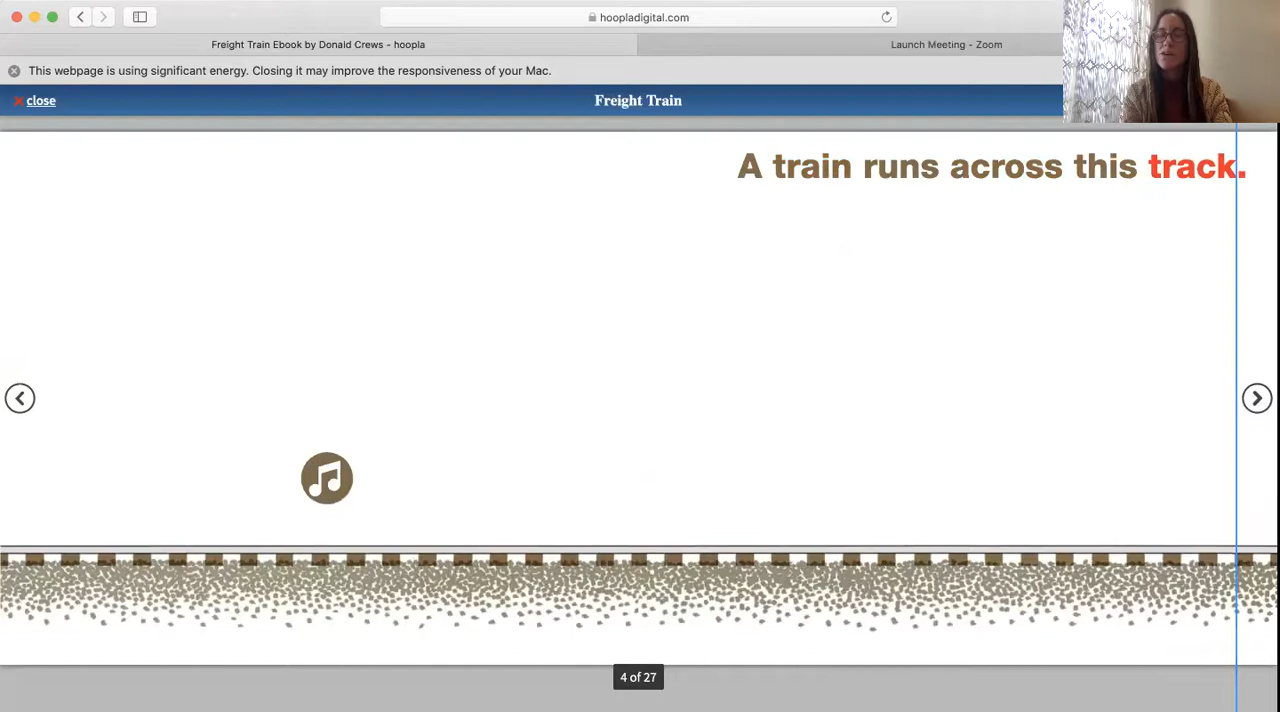 hoopladigital.com
Freight Train Ebook by Donald Crews - hoopla
Launch Meeting - Zoom
This webpage is using significant energy. Closing it may improve the responsiveness of your Mac.
close
Freight Train
A train runs across this track.
4 of 27